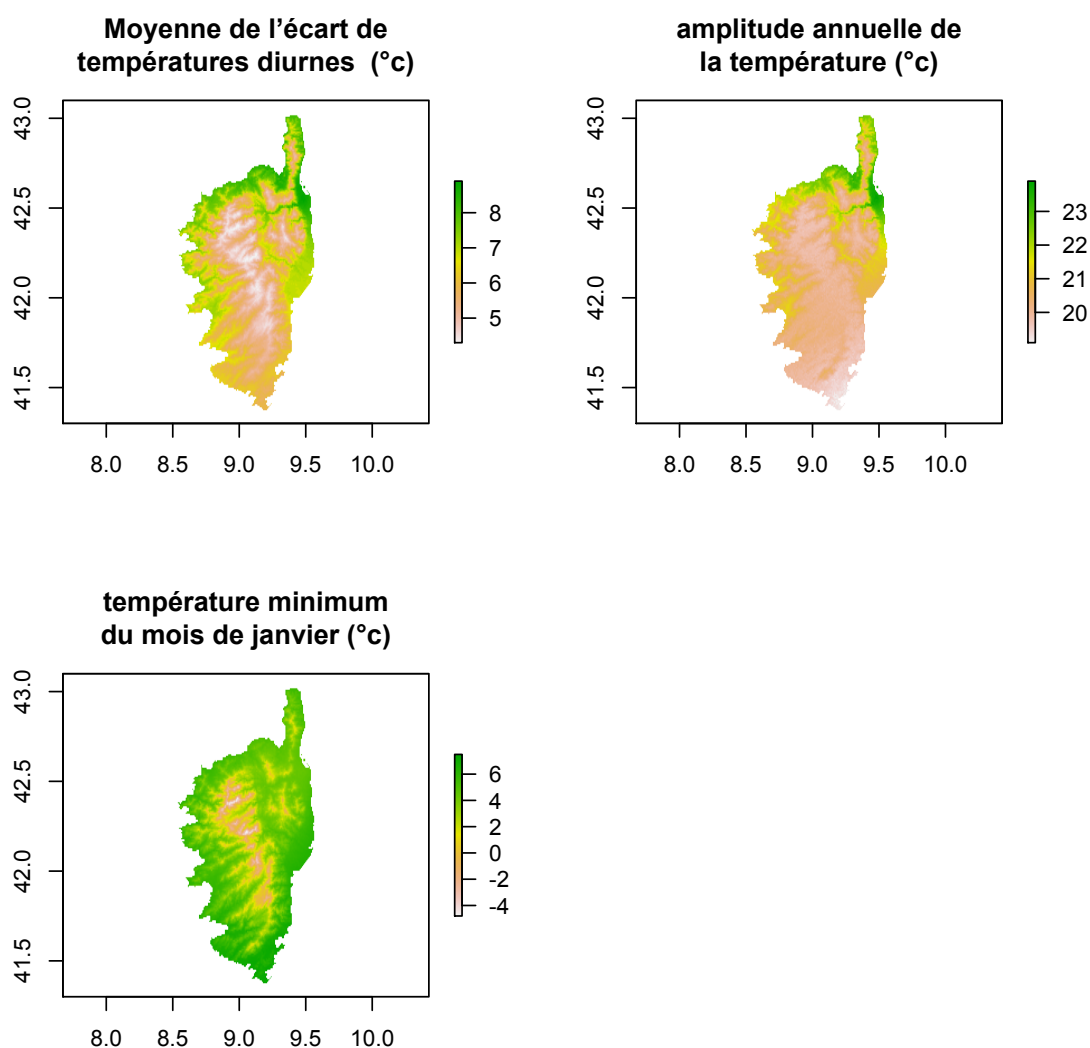 Moyenne de l’écart de
températures diurnes (°c)
43.0
42.5
42.0
41.5
8.0 8.5 9.0 9.5 10.0
8
7
6
5
amplitude annuelle de
la température (°c)
43.0
42.5
42.0
41.5
8.0 8.5 9.0 9.5 10.0
23
22
21
20
température minimum
du mois de janvier (°c)
43.0
42.5
42.0
41.5
8.0 8.5 9.0 9.5 10.0
6
4
2
0
-2
-4